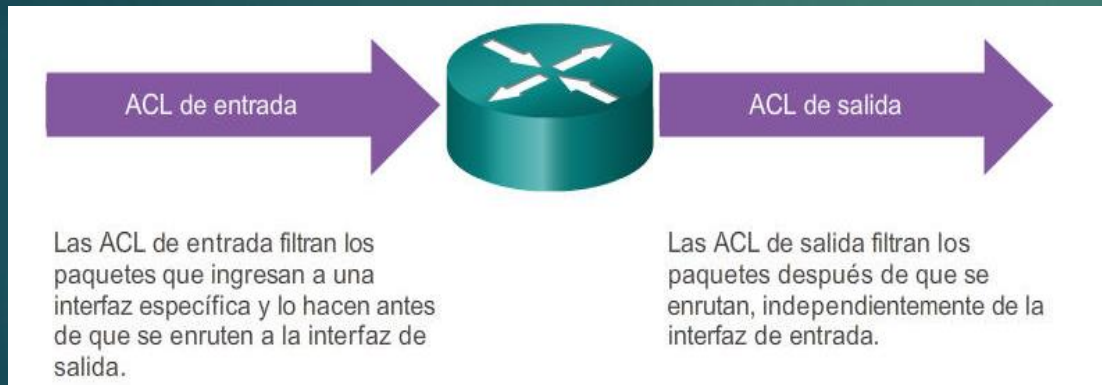 ACL de entrada
ACL de salida
Las ACL de entrada filtran los
paquetes que ingresan a una
interfaz específica y lo hacen antes
de que se enruten a la interfaz de
salida.
Las ACL de salida filtran los
paquetes después de que se
enrutan, independientemente de la
interfaz de entrada.